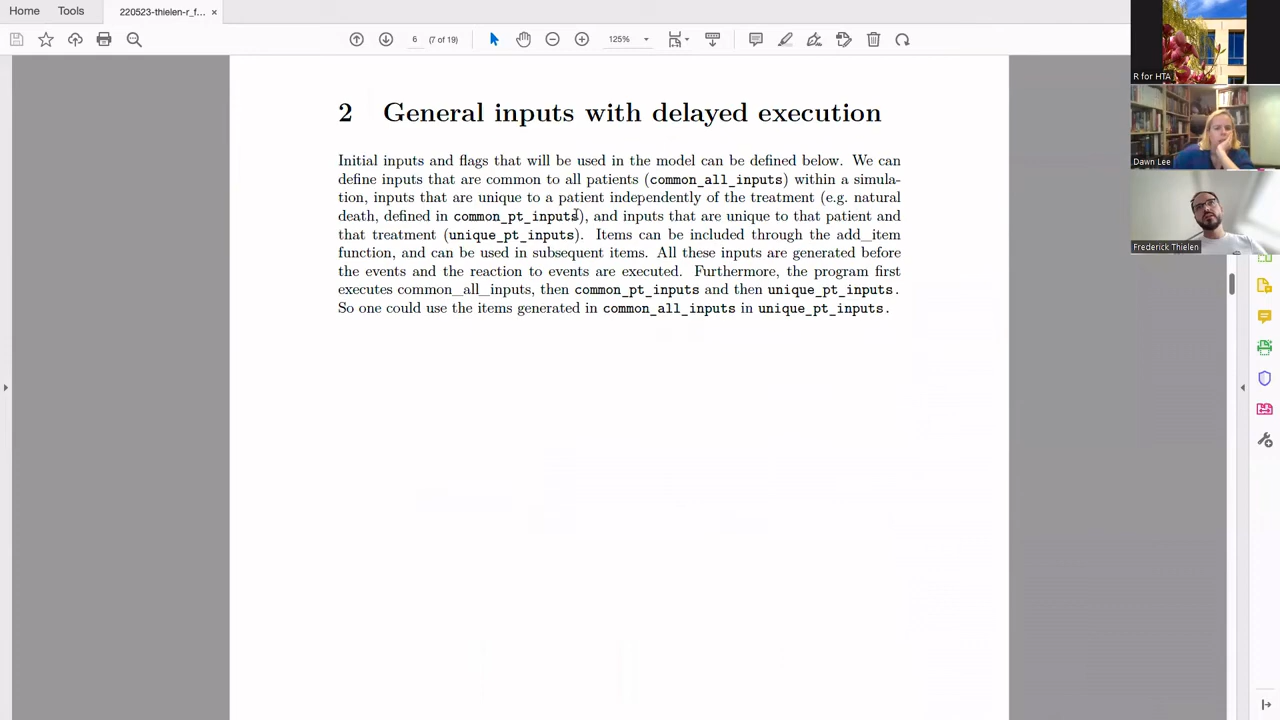 Home
Tools
220523-thielen-r_f...
×
6
(7 of 19)
125%
2 General inputs with delayed execution
Initial inputs and flags that will be used in the model can be defined below. We can
define inputs that are common to all patients (common_all_inputs) within a simula-
tion, inputs that are unique to a patient independently of the treatment (e.g. natural
death, defined in common_pt_inputs), and inputs that are unique to that patient and
that treatment (unique_pt_inputs). Items can be included through the add_item
function, and can be used in subsequent items. All these inputs are generated before
the events and the reaction to events are executed. Furthermore, the program first
executes common_all_inputs, then common_pt_inputs and then unique_pt_inputs.
So one could use the items generated in common_all_inputs in unique_pt_inputs.
R for HTA
Dawn Lee
Frederick Thielen